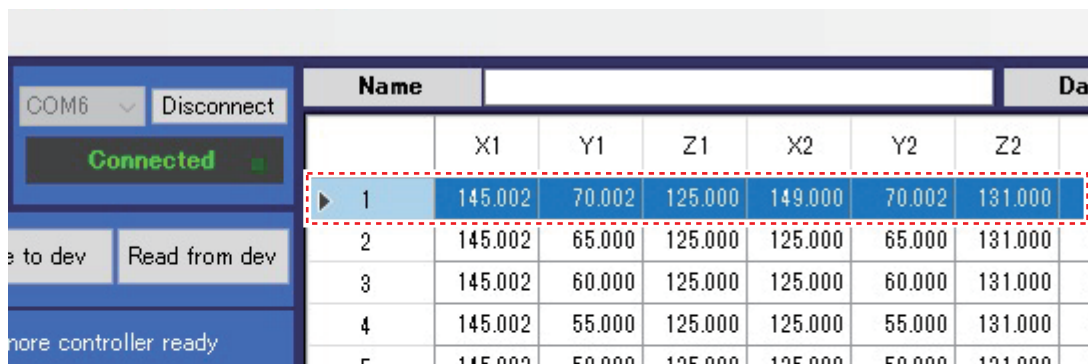 Name Da
COM6 Disconnect
X1 Y1 Z1 X2 Y2 Z2
Connected
1 145.002 70.002 125.000 149.000 70.002 131.000
2 145.002 65.000 125.000 125.000 65.000 131.000
e to dev Read from dev
3 145.002 60.000 125.000 125.000 60.000 131.000
4 145.002 55.000 125.000 125.000 55.000 131.000
more controller ready